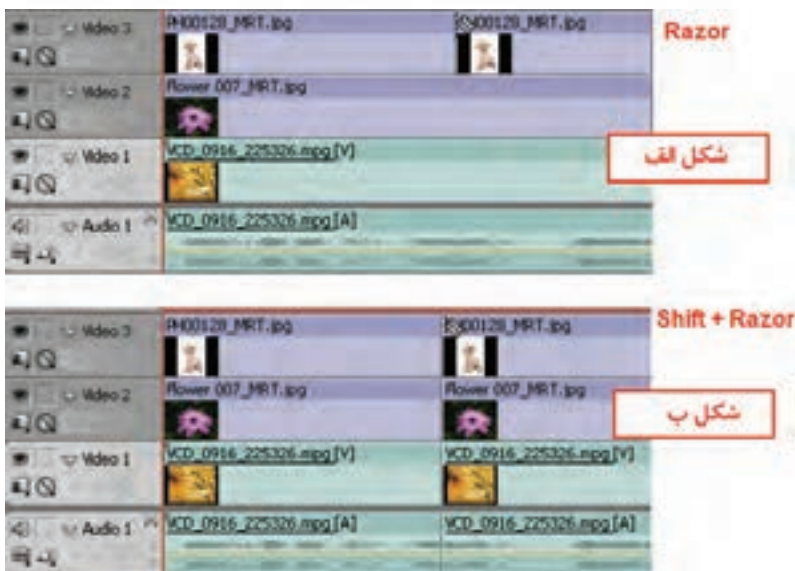 PH00128_MRT.jpg
00128_MRT.jpg
Razor
Video 3
flower 007_MRT.jpg
Video 2
شکل الف
VCD_0916_225326.mpg [V]
Video 1
VCD_0916_225326.mpg [A]
Audio 1
Shift + Razor
PH00128_MRT.jpg
00128_MRT.jpg
Video 3
flower 007_MRT.jpg
flower 007_MRT.jpg
Video 2
شکل ب
VCD_0916_225326.mpg [V]
VCD_0916_225326.mpg [V]
Video 1
VCD_0916_225326.mpg [A]
VCD_0916_225326.mpg [A]
Audio 1